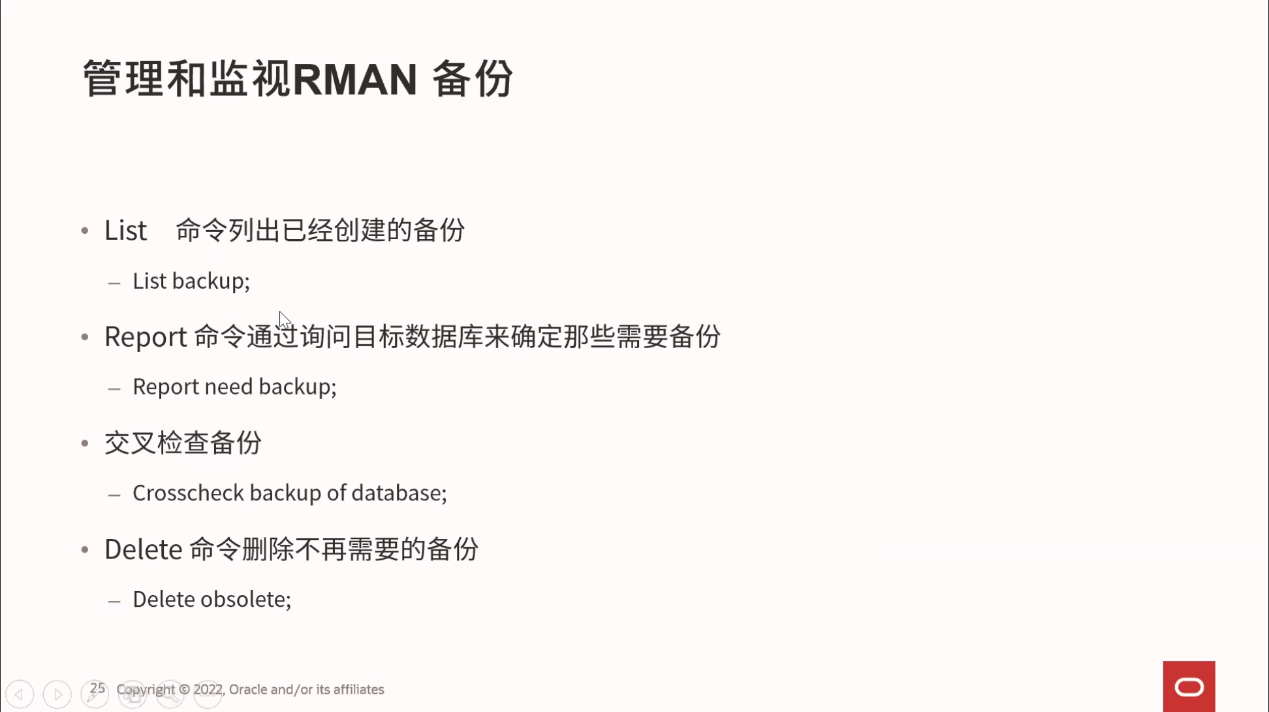 管理和监视RMAN 备份
• List 命令列出已经创建的备份
– List backup;
• Report 命令通过询问目标数据库来确定那些需要备份
– Report need backup;
• 交叉检查备份
– Crosscheck backup of database;
• Delete 命令删除不再需要的备份
– Delete obsolete;
25 Copyright © 2022, Oracle and/or its affiliates